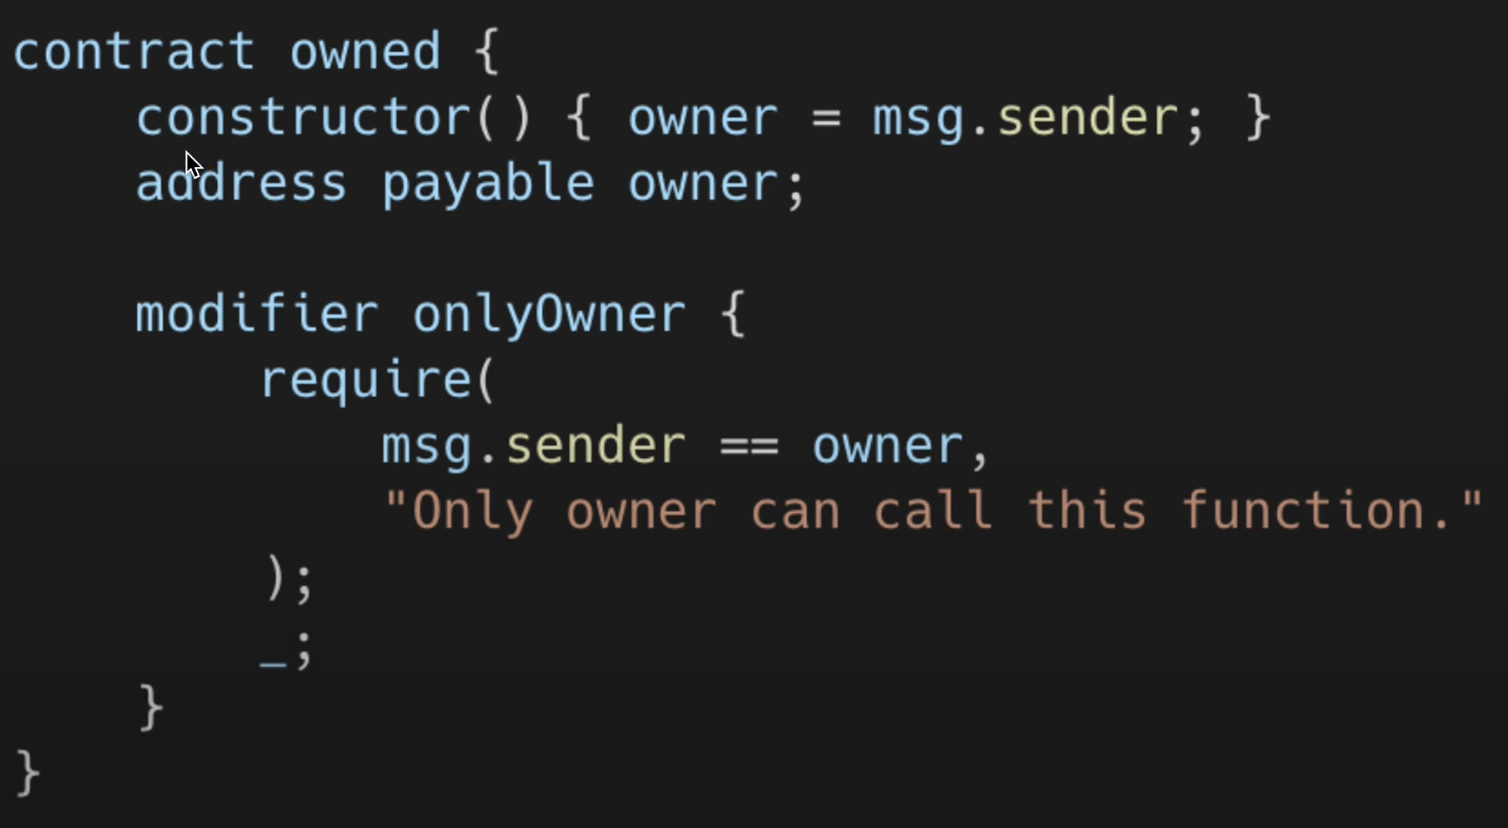 contract owned {
    constructor() { owner = msg.sender; }
    address payable owner;

    modifier onlyOwner {
        require(
            msg.sender == owner,
            "Only owner can call this function."
        );
        _;
    }
}